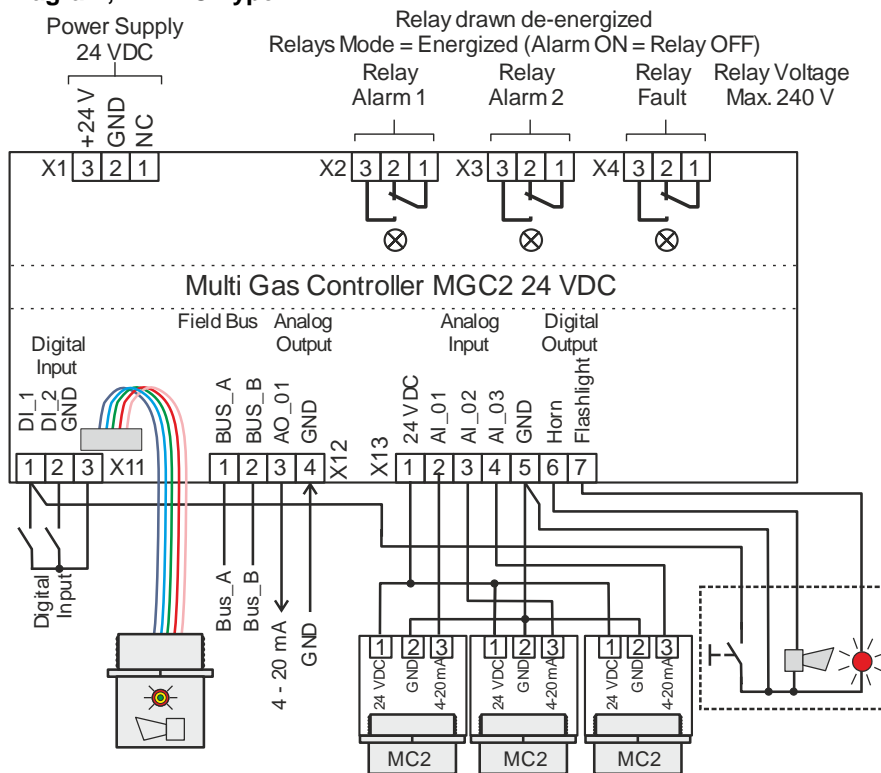 Power Supply
24 VDC
+24 V
GND
NC
X1 3 2 1
Relay drawn de-energized
Relays Mode = Energized (Alarm ON = Relay OFF)
Relay
Alarm 1
Relay
Alarm 2
Relay
Fault
Relay Voltage
Max. 240 V
X2 3 2 1
X3 3 2 1
X4 3 2 1
Multi Gas Controller MGC2 24 VDC
Digital
Input
DI_1
DI_2
GND
1 2 3 X11
Field Bus
BUS_A
BUS_B
Analog
Output
AO_01
GND
1 2 3 4 X12
Analog
Input
Digital
Output
24 VDC
AI_01
AI_02
AI_03
GND
Horn
Flashlight
X13
1 2 3 4 5 6 7
Digital
Input
Bus_A
Bus_B
4 - 20 mA
GND
1 2 3
24 VDC
GND
4-20 mA
MC2
1 2 3
24 VDC
GND
4-20 mA
MC2
1 2 3
24 VDC
GND
4-20 mA
MC2